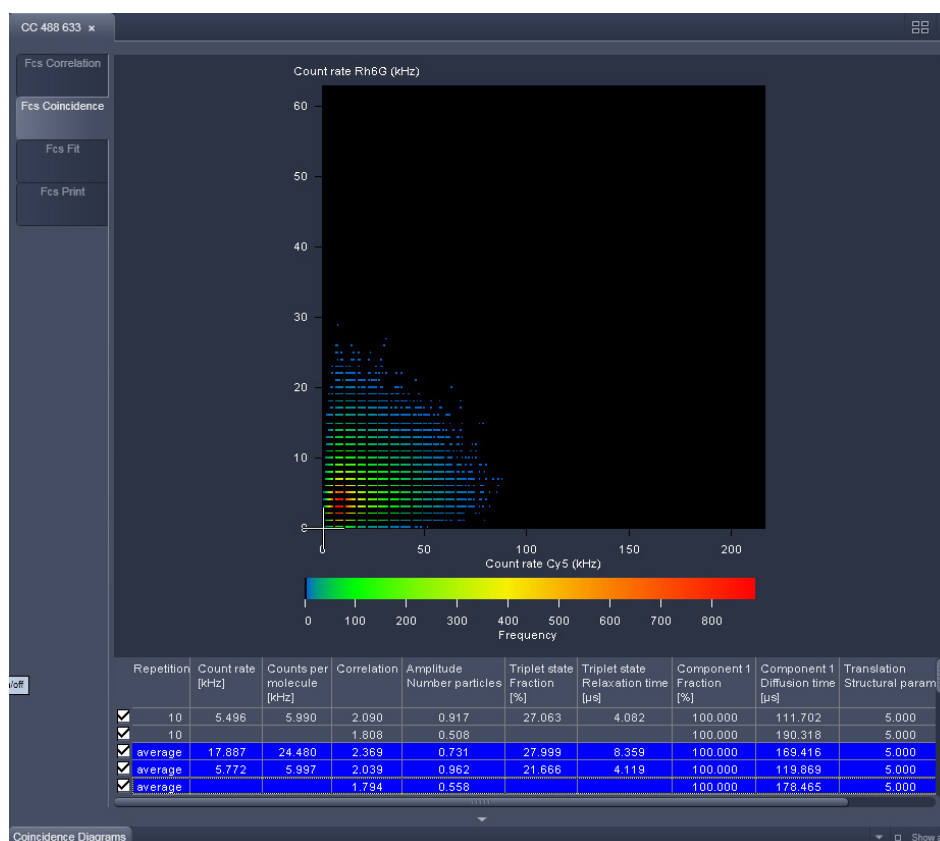 CC 488 633 ×
Fcs Correlation
Fcs Coincidence
Fcs Fit
Fcs Print
Count rate Rh6G (kHz)
60
50
40
30
20
10
0
0 50 100 150 200
Count rate Cy5 (kHz)
0 100 200 300 400 500 600 700 800
Frequency
Repetition Count rate Counts per Correlation Amplitude Triplet state Triplet state Component 1 Component 1 Translation
[kHz] molecule Number particles Fraction Relaxation time Fraction Diffusion time Structural param
[kHz] [%] [µs] [%] [µs]
10 5.496 5.990 2.090 0.917 27.063 4.082 100.000 111.702 5.000
10 1.808 0.508 100.000 190.318 5.000
average 17.887 24.480 2.369 0.731 27.999 8.359 100.000 169.416 5.000
average 5.772 5.997 2.039 0.962 21.666 4.119 100.000 119.869 5.000
average 1.794 0.558 100.000 178.465 5.000
/off
Coincidence Diagrams Show